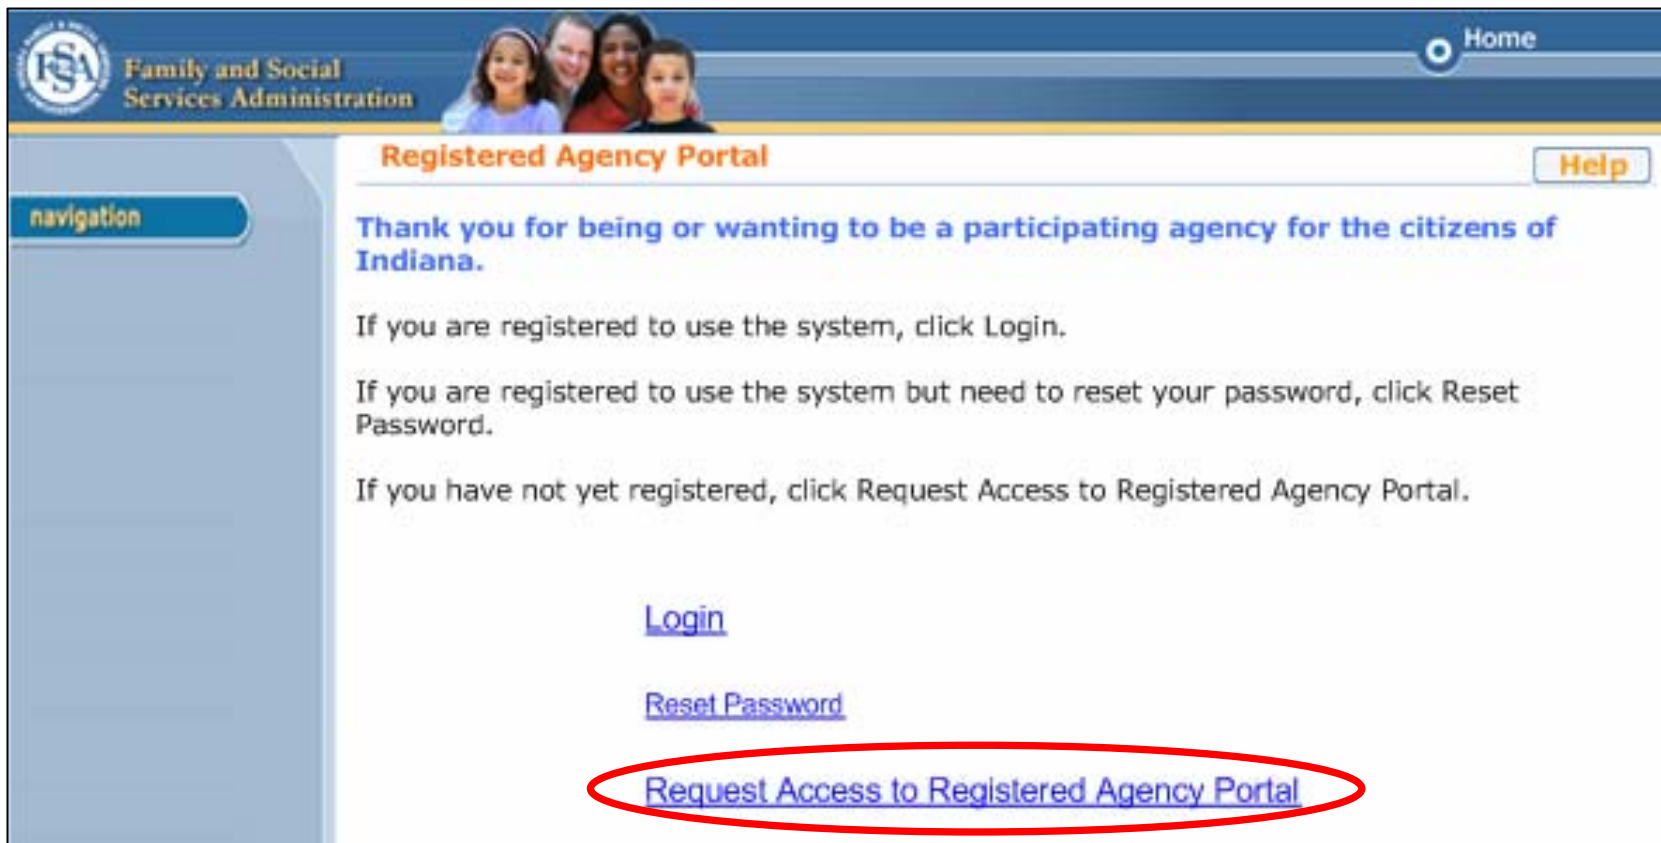 FSSA
Family and Social
Services Administration
Home
Registered Agency Portal
Help
navigation
Thank you for being or wanting to be a participating agency for the citizens of
Indiana.
If you are registered to use the system, click Login.
If you are registered to use the system but need to reset your password, click Reset
Password.
If you have not yet registered, click Request Access to Registered Agency Portal.
Login
Reset Password
Request Access to Registered Agency Portal